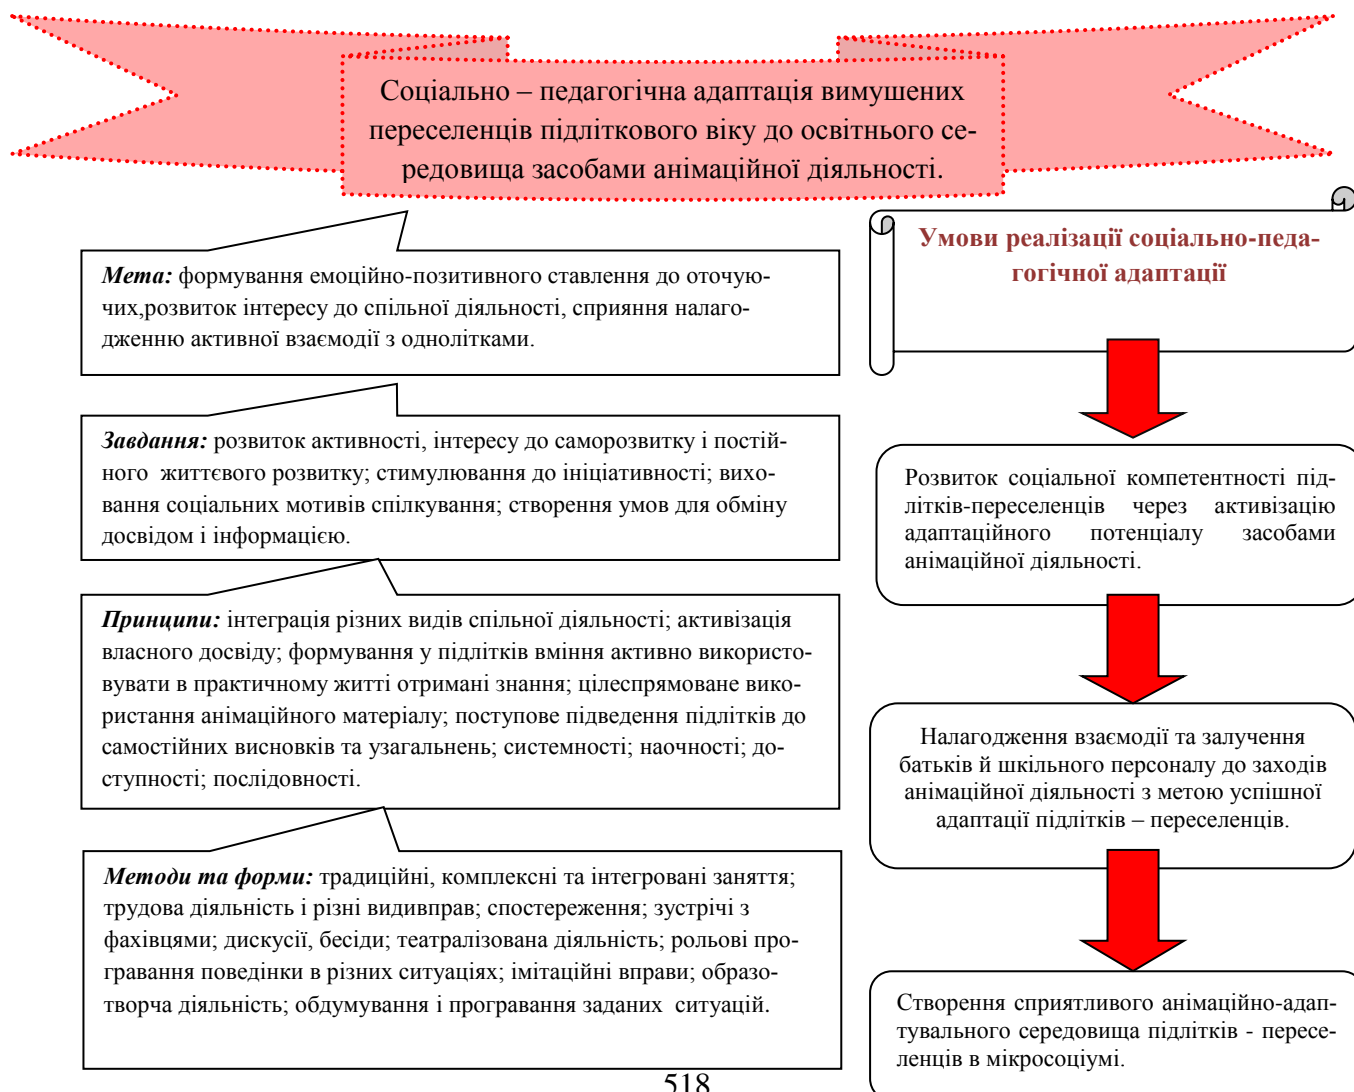 Соціально – педагогічна адаптація вимушених
переселенців підліткового віку до освітнього се-
редовища засобами анімаційної діяльності.
Мета: формування емоційно-позитивного ставлення до оточую-
чих,розвиток інтересу до спільної діяльності, сприяння налаго-
дженню активної взаємодії з однолітками.
Завдання: розвиток активності, інтересу до саморозвитку і постій-
ного життєвого розвитку; стимулювання до ініціативності; вихо-
вання соціальних мотивів спілкування; створення умов для обміну
досвідом і інформацією.
Принципи: інтеграція різних видів спільної діяльності; активізація
власного досвіду; формування у підлітків вміння активно використо-
вувати в практичному житті отримані знання; цілеспрямоване вико-
ристання анімаційного матеріалу; поступове підведення підлітків до
самостійних висновків та узагальнень; системності; наочності; до-
ступності; послідовності.
Методи та форми: традиційні, комплексні та інтегровані заняття;
трудова діяльність і різні видивправ; спостереження; зустрічі з
фахівцями; дискусії, бесіди; театралізована діяльність; рольові про-
гравання поведінки в різних ситуаціях; імітаційні вправи; образо-
творча діяльність; обдумування і програвання заданих ситуацій.
Умови реалізації соціально-педа-
гогічної адаптації
Розвиток соціальної компетентності під-
літків-переселенців через активізацію
адаптаційного потенціалу засобами
анімаційної діяльності.
Налагодження взаємодії та залучення
батьків й шкільного персоналу до заходів
анімаційної діяльності з метою успішної
адаптації підлітків – переселенців.
Створення сприятливого анімаційно-адап-
тувального середовища підлітків - пересе-
ленців в мікросоціумі.
518